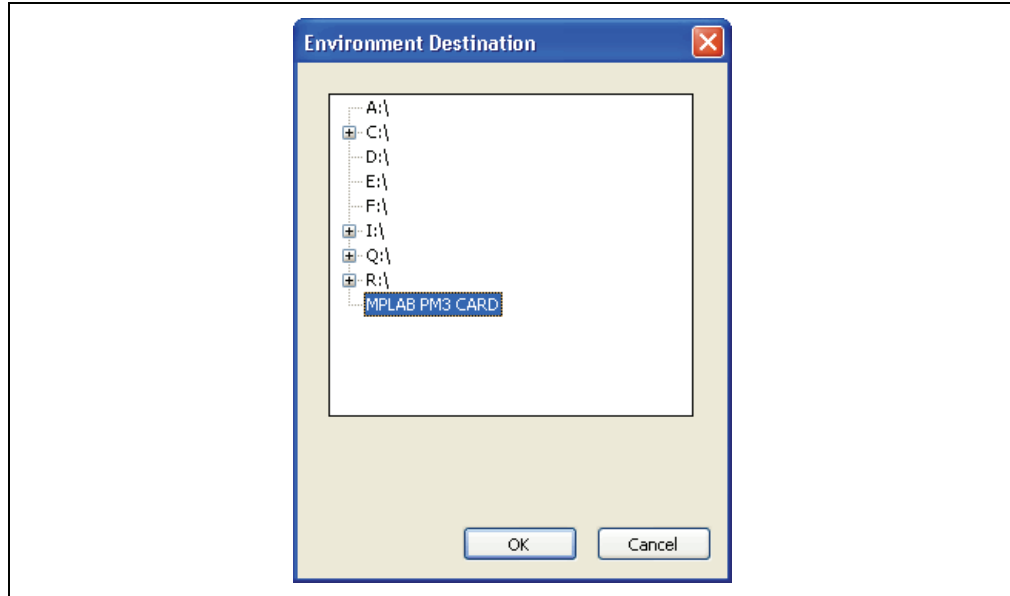 Environment Destination
A:\
C:\
D:\
E:\
F:\
I:\
Q:\
R:\
MPLAB PM3 CARD
OK Cancel